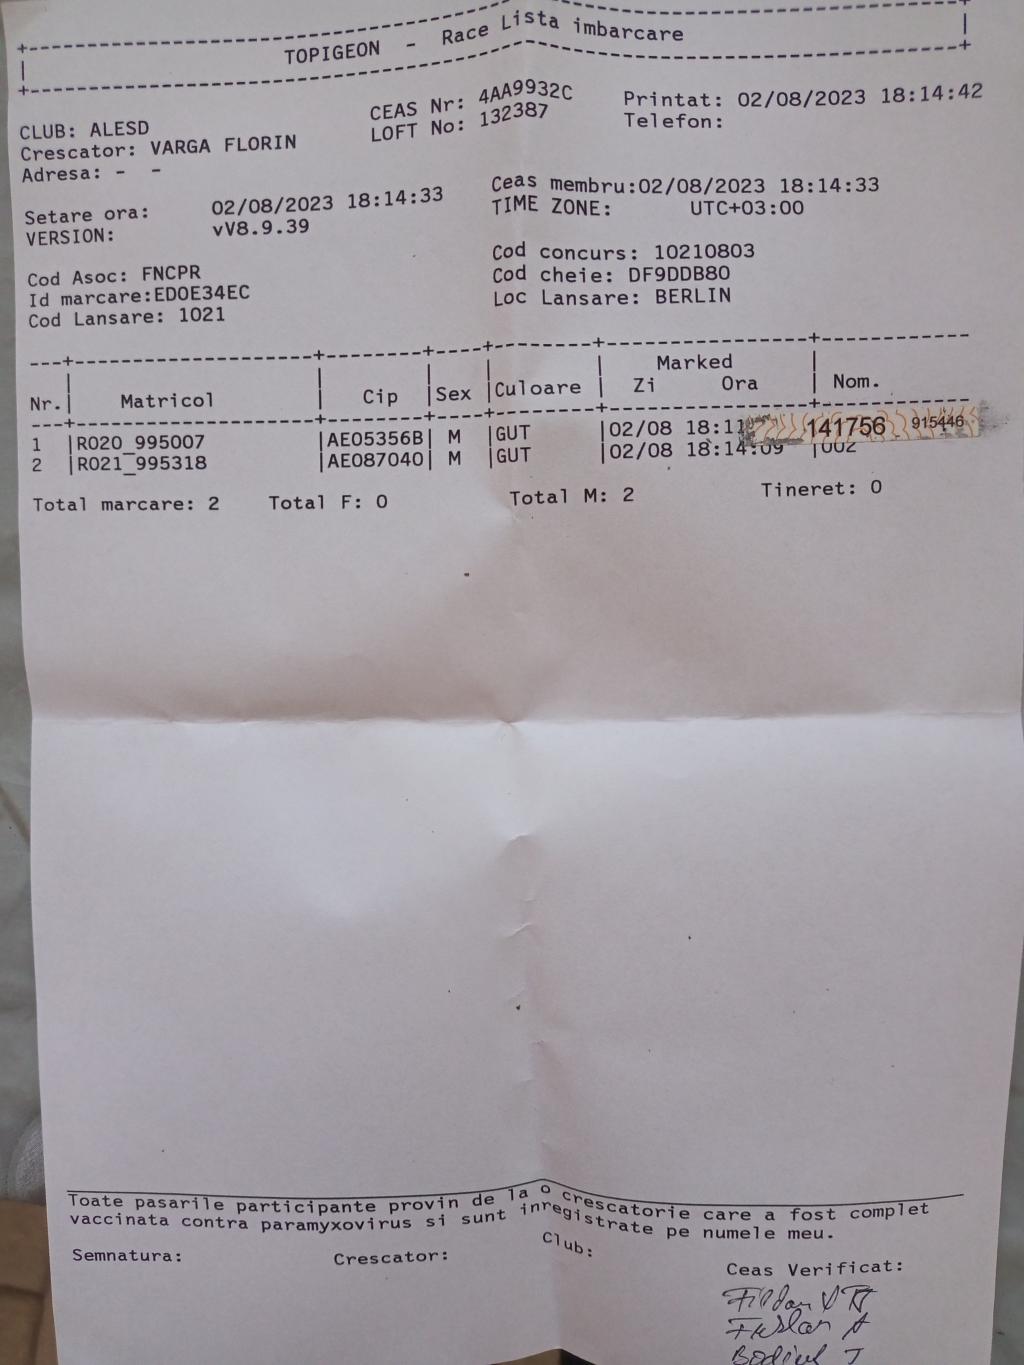 TOPIGEON - Race Lista imbarcare
CLUB: ALESD
CEAS Nr: 4AA9932C
Printat: 02/08/2023 18:14:42
Crescator: VARGA FLORIN
LOFT No: 132387
Telefon:
Adresa: - -
Setare ora: 02/08/2023 18:14:33
Ceas membru:02/08/2023 18:14:33
VERSION: vV8.9.39
TIME ZONE: UTC+03:00
Cod Asoc: FNCPR
Cod concurs: 10210803
Id marcare:ED0E34EC
Cod cheie: DF9DDB80
Cod Lansare: 1021
Loc Lansare: BERLIN
Marked
Nr. Matricol Cip Sex Culoare Zi Ora Nom.
1 RO20_995007 AE05356B M GUT 02/08 18:11
141756 915446
2 RO21_995318 AE087040 M GUT 02/08 18:14:09 002
Total marcare: 2 Total F: 0 Total M: 2 Tineret: 0
Toate pasarile participante provin de la o crescatorie care a fost complet
vaccinata contra paramyxovirus si sunt inregistrate pe numele meu.
Semnatura: Crescator: Club: Ceas Verificat: